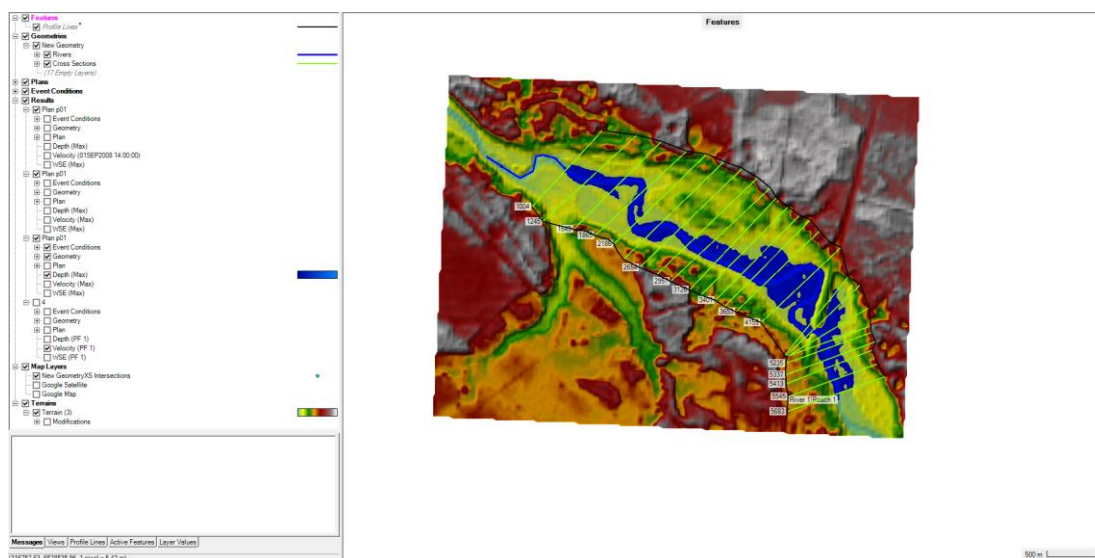 Features
Profile Lines *
Geometries
New Geometry
Rivers
Cross Sections
(17 Empty Layers)
Plans
Event Conditions
Results
Plan p01
Event Conditions
Geometry
Plan
Depth (Max)
Velocity (01SEP2008 14:00:00)
WSE (Max)
Plan p01
Event Conditions
Geometry
Plan
Depth (Max)
Velocity (Max)
WSE (Max)
Plan p01
Event Conditions
Geometry
Plan
Depth (Max)
Velocity (Max)
WSE (Max)
4
Event Conditions
Geometry
Plan
Depth (PF 1)
Velocity (PF 1)
WSE (PF 1)
Map Layers
New GeometryXS Intersections
Google Satellite
Google Map
Terrains
Terrain (3)
Modifications
Messages Views Profile Lines Active Features Layer Values
Features
1004
1245
2186
2654
3126
3401
5235
5337
5413
5545
5683
River 1 Reach 1
500 m